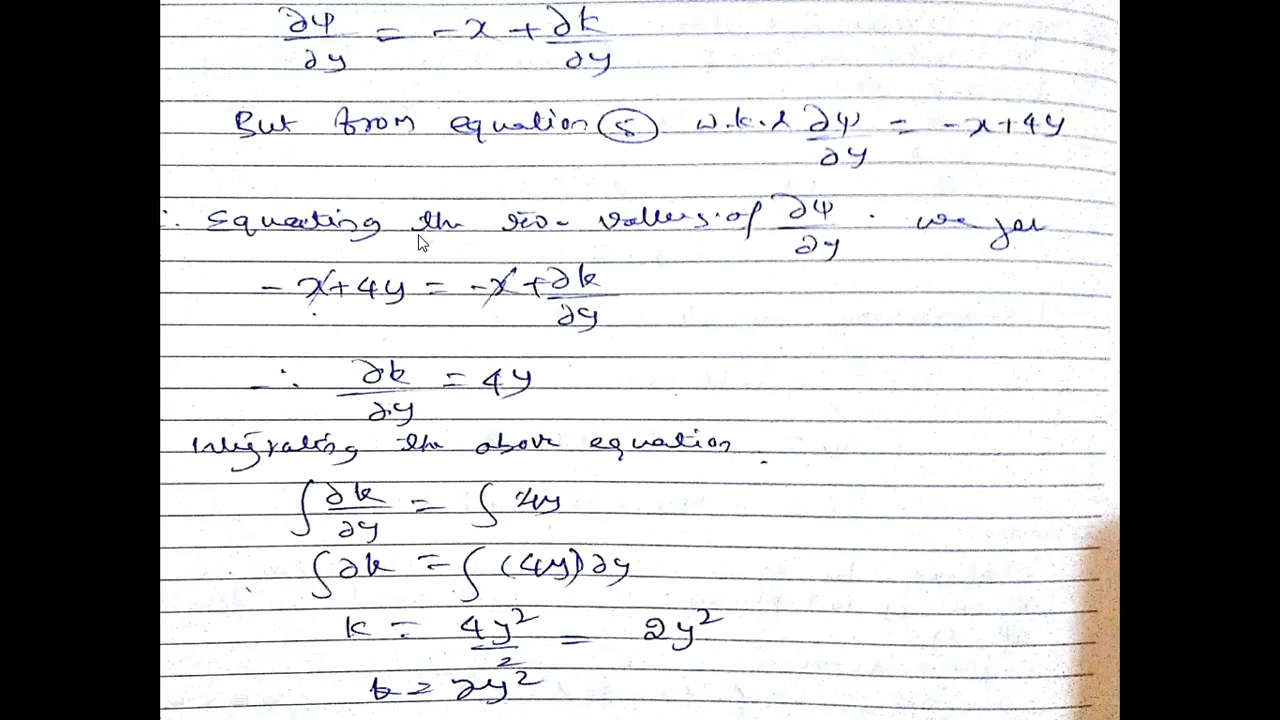 ∂ψ/∂y = -x + ∂k/∂y
But from equation (5) w.k.t ∂ψ/∂y = -x+4y
∴ Equating the two values of ∂ψ/∂y . we get
-x+4y = -x + ∂k/∂y
∴ ∂k/∂y = 4y
Integrating the above equation.
∫ ∂k/∂y = ∫ 4y
∫ ∂k = ∫ (4y) ∂y
k = 4y²/2 = 2y²
k = 2y²